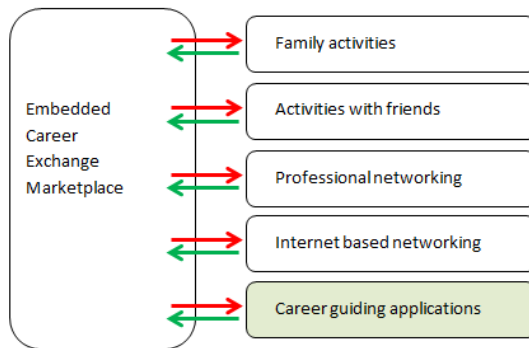 Embedded
Career
Exchange
Marketplace
Family activities
Activities with friends
Professional networking
Internet based networking
Career guiding applications